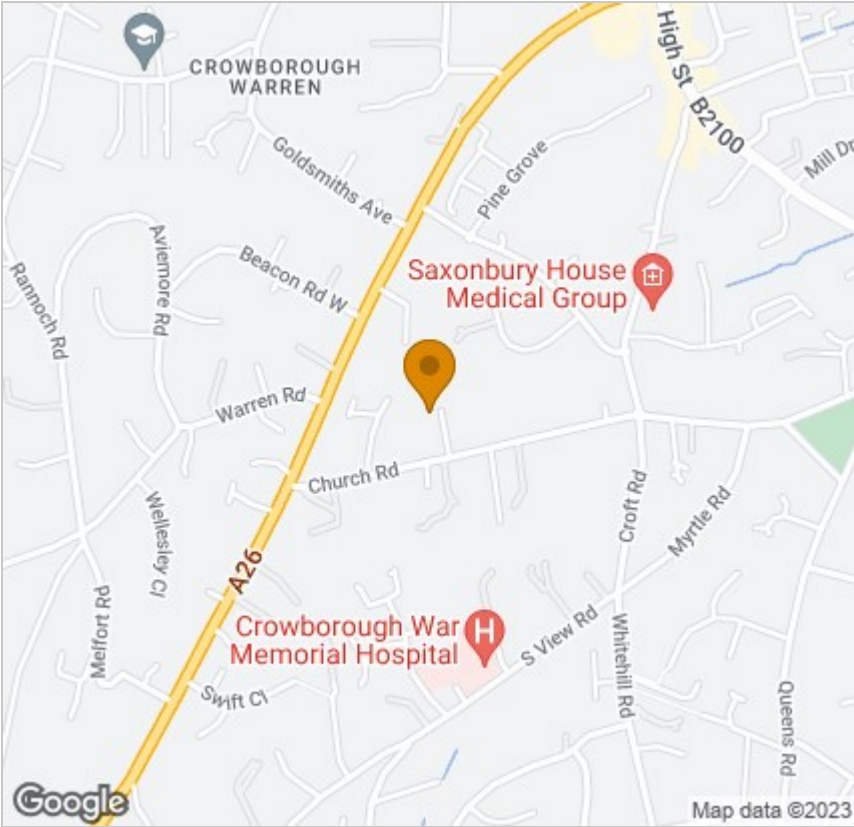 CROWBOROUGH
WARREN
High St B2100
Goldsmiths Ave
Pine Grove
Mill Dr
Aviemore Rd
Beacon Rd W
Saxonbury House
Medical Group
Rannoch Rd
Warren Rd
Church Rd
Croft Rd
Myrtle Rd
Wellesley Cl
A26
Melfort Rd
Crowborough War
Memorial Hospital
H
S View Rd
Whitehill Rd
Swift Cl
Queens Rd
Google
Map data ©2023